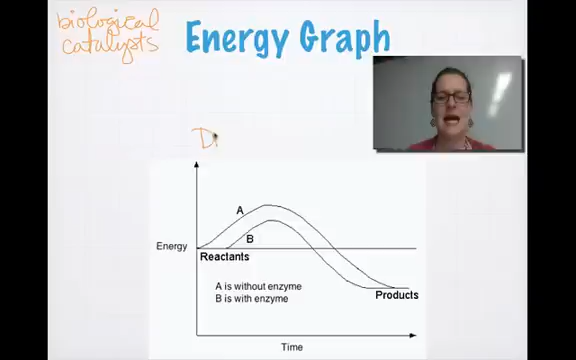 biological
catalysts
Energy Graph
D
A
B
Energy
Reactants
A is without enzyme
B is with enzyme
Products
Time